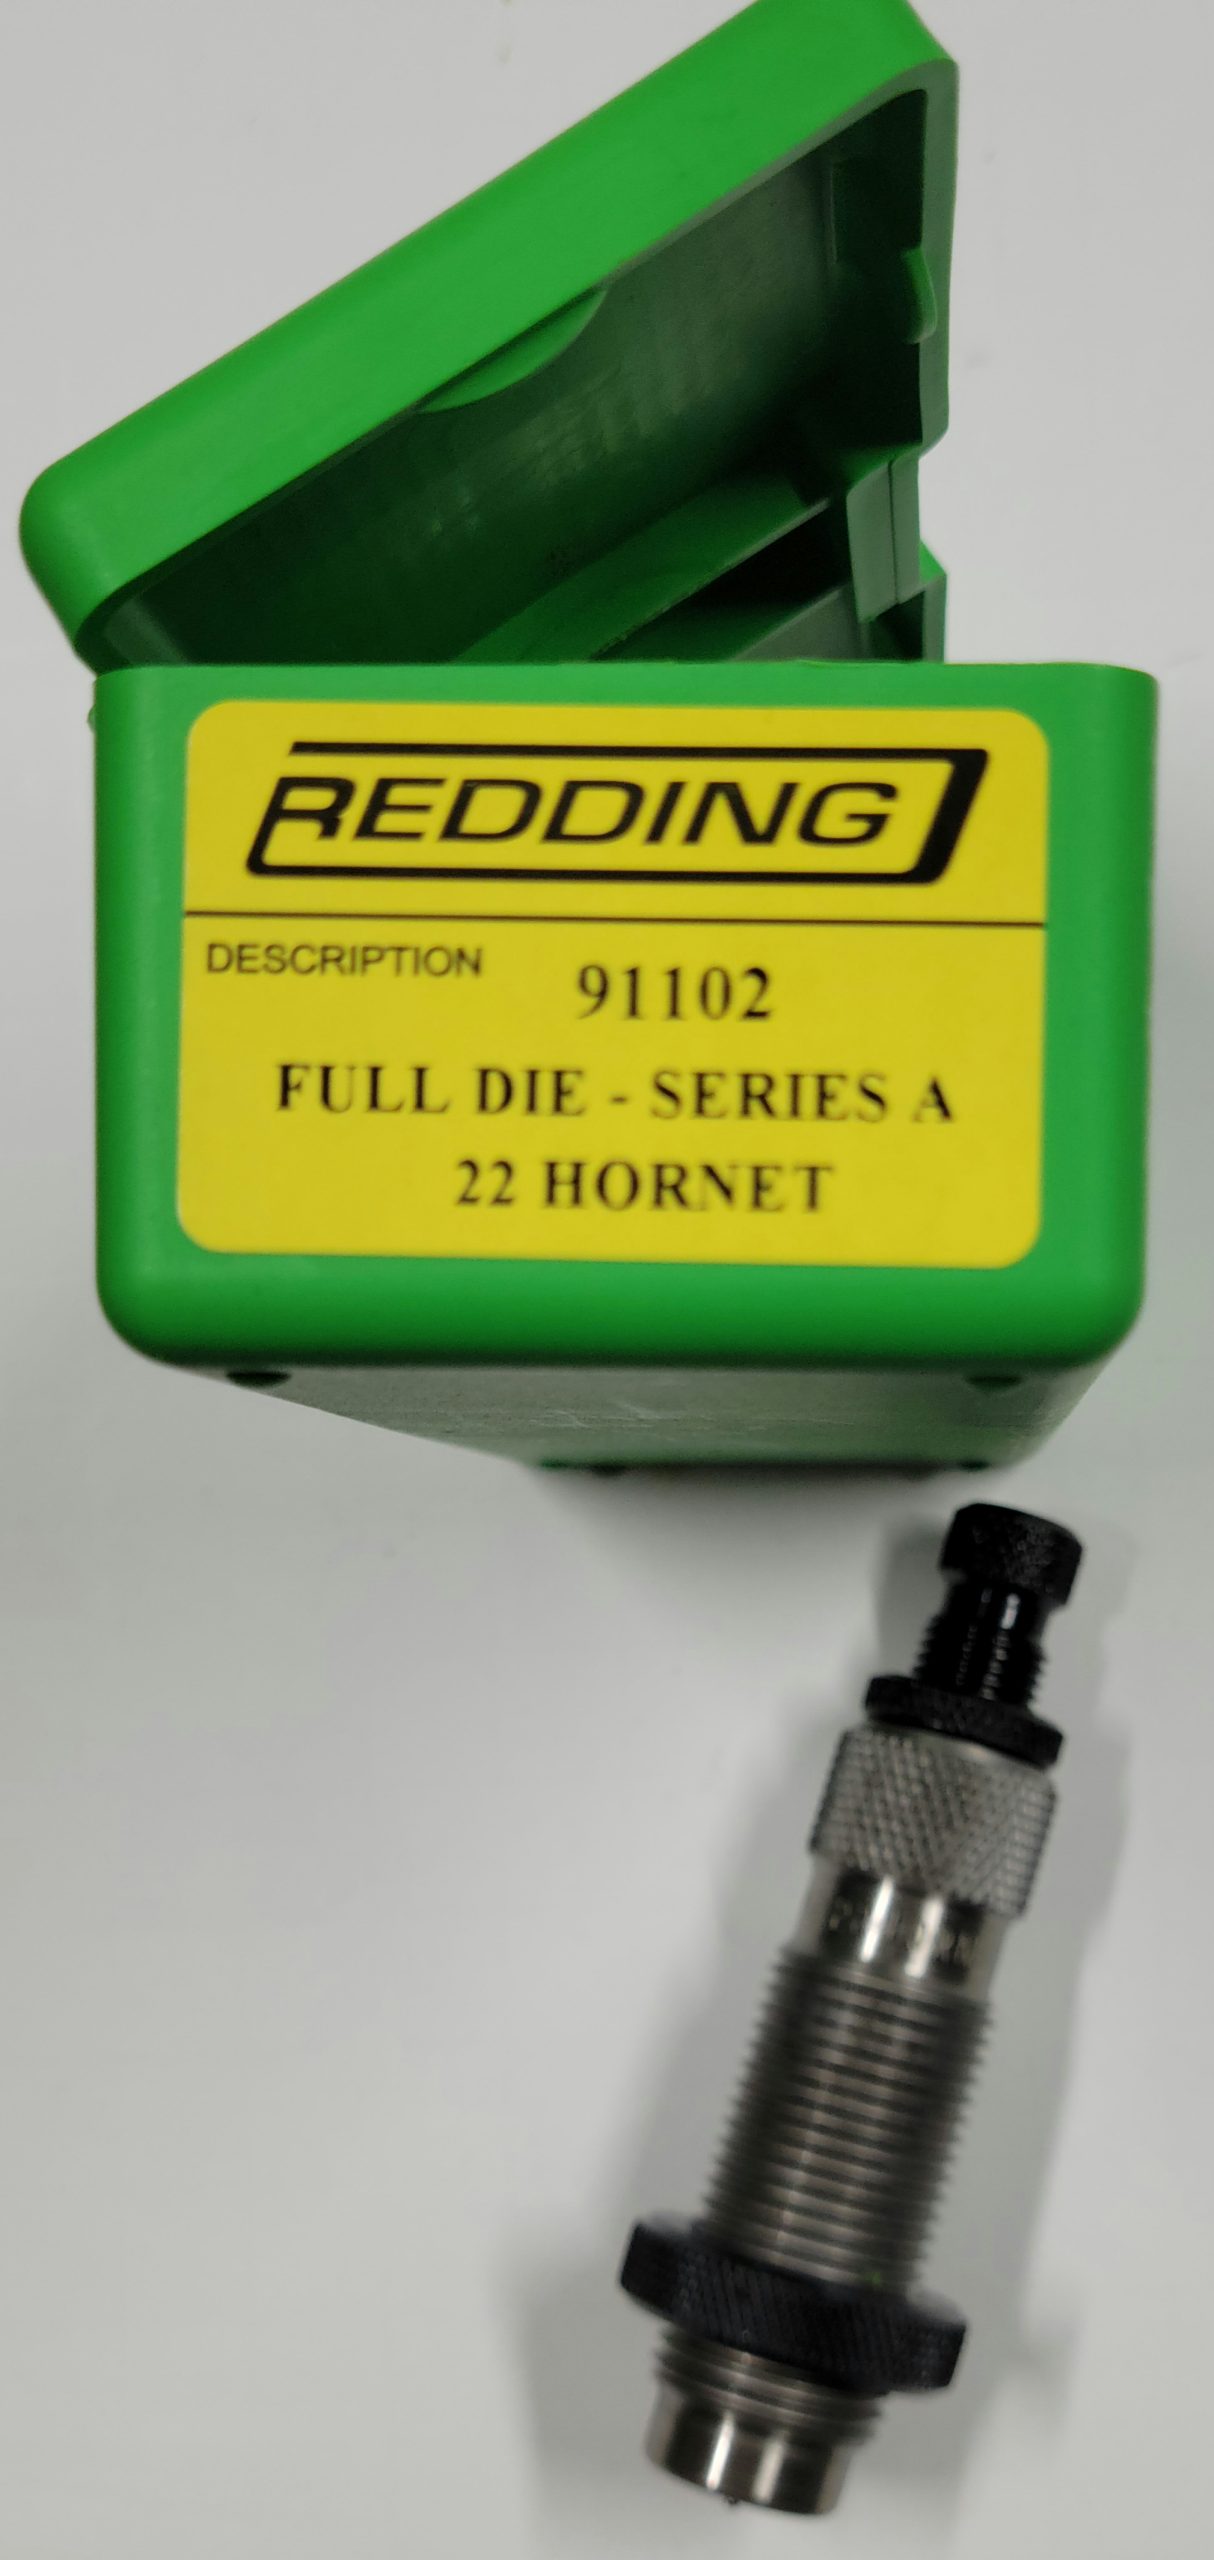 REDDING
DESCRIPTION 91102
FULL DIE - SERIES A
22 HORNET